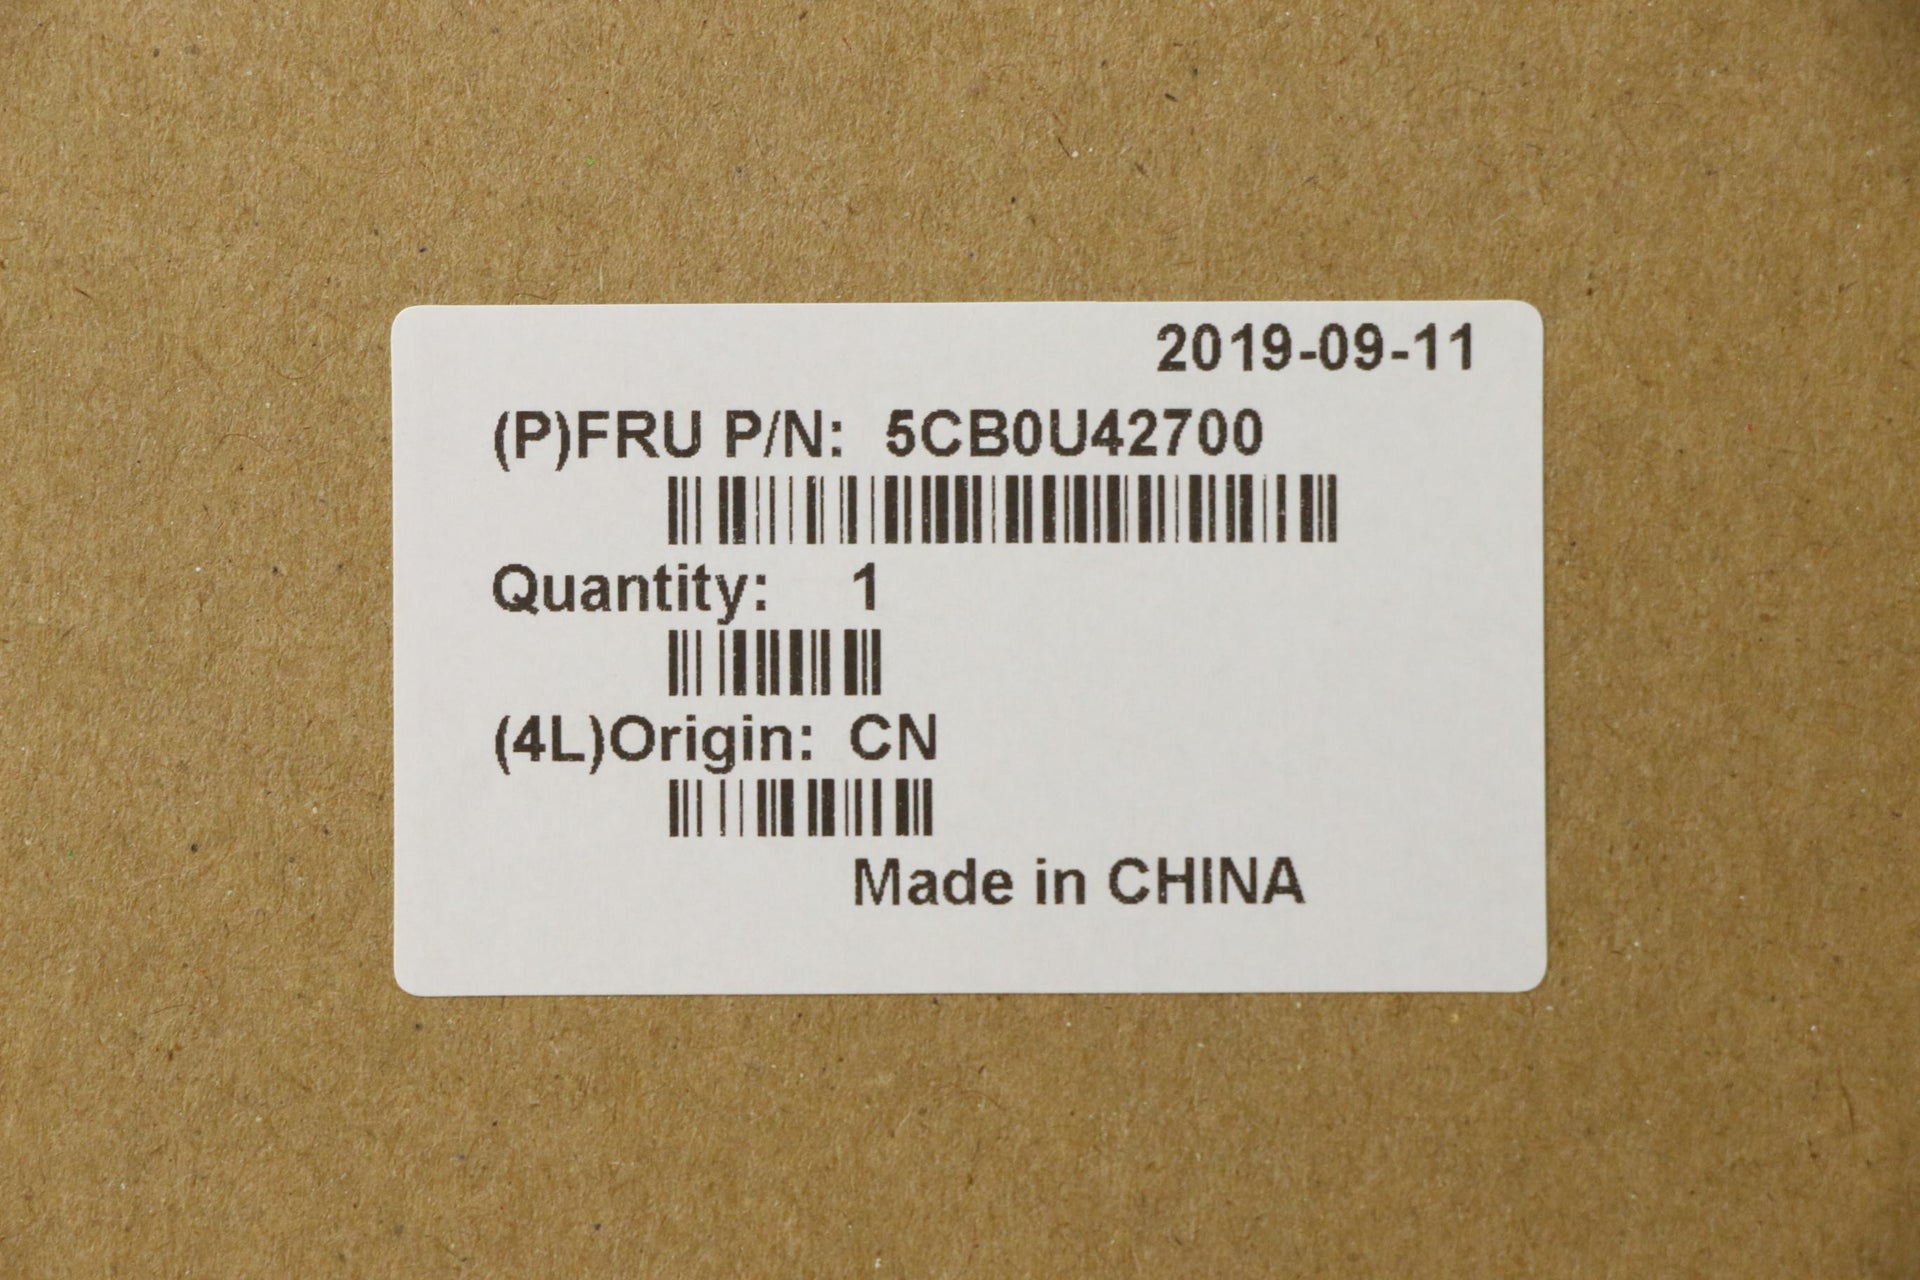 2019-09-11
(P)FRU P/N: 5CB0U42700
Quantity: 1
(4L)Origin: CN
Made in CHINA